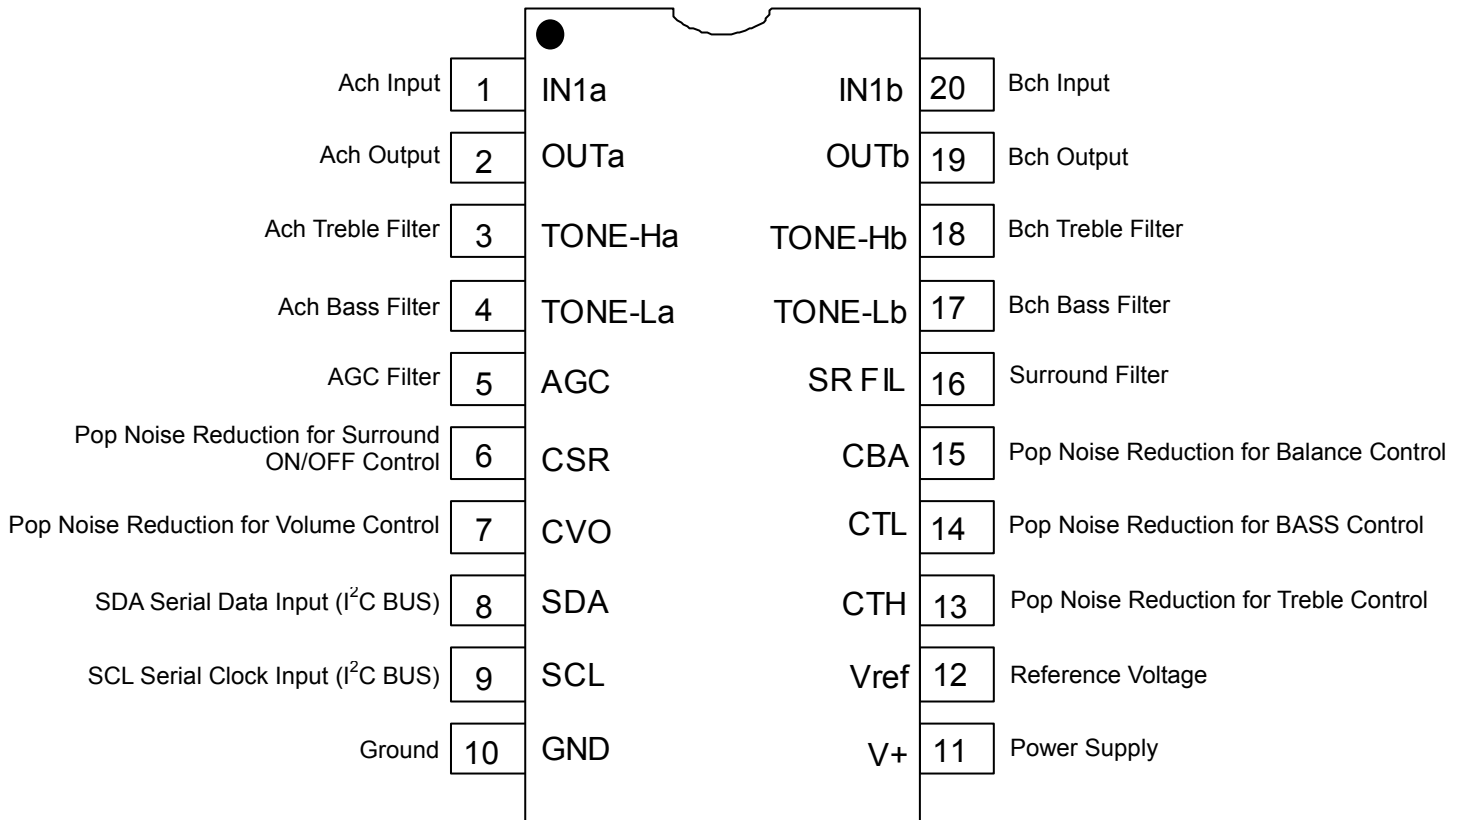 Ach Input 1 IN1a IN1b 20 Bch Input
Ach Output 2 OUTa OUTb 19 Bch Output
Ach Treble Filter 3 TONE-Ha TONE-Hb 18 Bch Treble Filter
Ach Bass Filter 4 TONE-La TONE-Lb 17 Bch Bass Filter
AGC Filter 5 AGC SR FIL 16 Surround Filter
Pop Noise Reduction for Surround
ON/OFF Control 6 CSR CBA 15 Pop Noise Reduction for Balance Control
Pop Noise Reduction for Volume Control 7 CVO CTL 14 Pop Noise Reduction for BASS Control
SDA Serial Data Input (I²C BUS) 8 SDA CTH 13 Pop Noise Reduction for Treble Control
SCL Serial Clock Input (I²C BUS) 9 SCL Vref 12 Reference Voltage
Ground 10 GND V+ 11 Power Supply